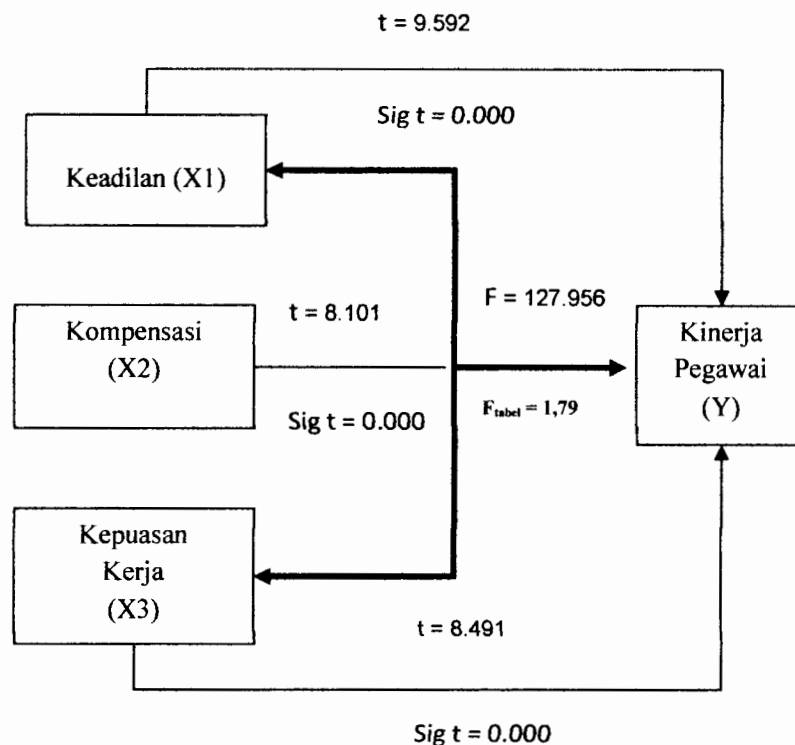 t = 9.592
Sig t = 0.000
Keadilan (X1)
t = 8.101
F = 127.956
Kompensasi
(X2)
Kinerja
Pegawai
(Y)
Sig t = 0.000
Ftabel = 1,79
Kepuasan
Kerja
(X3)
t = 8.491
Sig t = 0.000